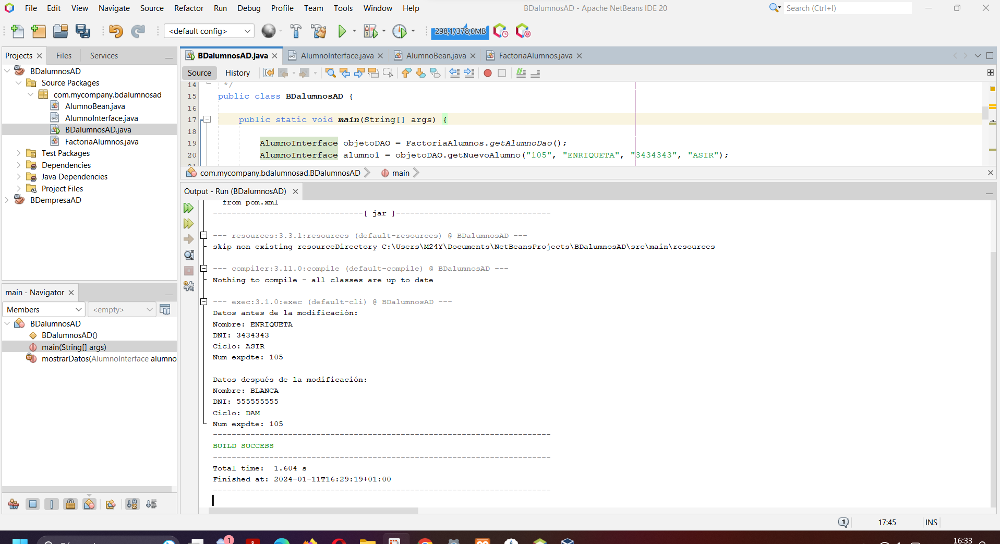 File Edit View Navigate Source Refactor Run Debug Profile Team Tools Window Help
BDalumnosAD - Apache NetBeans IDE 20
Search (Ctrl+I)
<default config>
298,1/378,0MB
Projects Files Services
BDalumnosAD
Source Packages
com.mycompany.bdalumnosad
AlumnoBean.java
AlumnoInterface.java
BDalumnosAD.java
FactoriaAlumnos.java
Test Packages
Dependencies
Java Dependencies
Project Files
BDempresaAD
main - Navigator
Members <empty>
BDalumnosAD
BDalumnosAD()
main(String[] args)
mostrarDatos(AlumnoInterface alumno
BDalumnosAD.java AlumnoInterface.java AlumnoBean.java FactoriaAlumnos.java
Source History
14 */
15 public class BDalumnosAD {
16
17 public static void main(String[] args) {
18
19 AlumnoInterface objetoDAO = FactoriaAlumnos.getAlumnoDao();
20 AlumnoInterface alumno1 = objetoDAO.getNuevoAlumno("105", "ENRIQUETA", "3434343", "ASIR");
com.mycompany.bdalumnosad.BDalumnosAD main
Output - Run (BDalumnosAD)
from pom.xml
--------------------------------[ jar ]---------------------------------
--- resources:3.3.1:resources (default-resources) @ BDalumnosAD ---
skip non existing resourceDirectory C:\Users\M24Y\Documents\NetBeansProjects\BDalumnosAD\src\main\resources
--- compiler:3.11.0:compile (default-compile) @ BDalumnosAD ---
Nothing to compile - all classes are up to date
--- exec:3.1.0:exec (default-cli) @ BDalumnosAD ---
Datos antes de la modificación:
Nombre: ENRIQUETA
DNI: 3434343
Ciclo: ASIR
Num expdte: 105
Datos después de la modificación:
Nombre: BLANCA
DNI: 555555555
Ciclo: DAM
Num expdte: 105
------------------------------------------------------------------------
BUILD SUCCESS
------------------------------------------------------------------------
Total time:  1.604 s
Finished at: 2024-01-11T16:29:19+01:00
------------------------------------------------------------------------
1
17:45 INS
1
16:33